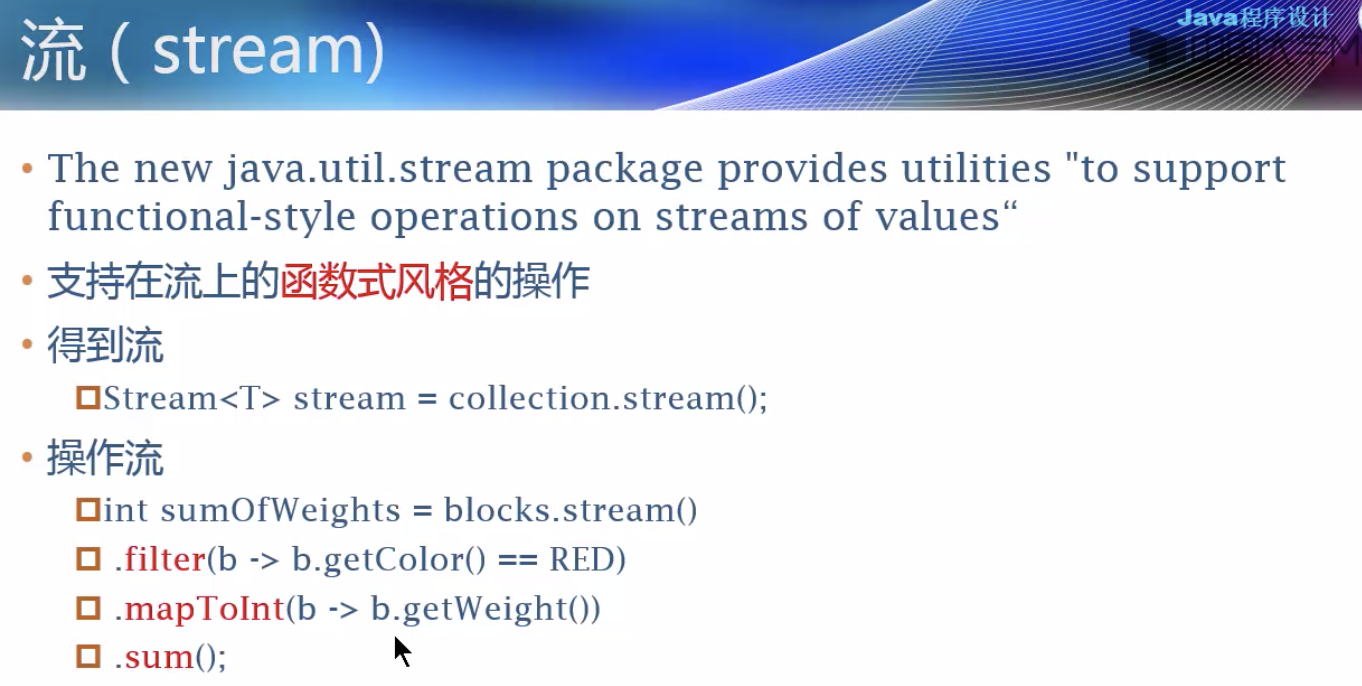 Java程序设计
流（stream)
• The new java.util.stream package provides utilities "to support
functional-style operations on streams of values“
• 支持在流上的函数式风格的操作
• 得到流
Stream<T> stream = collection.stream();
• 操作流
int sumOfWeights = blocks.stream()
.filter(b -> b.getColor() == RED)
.mapToInt(b -> b.getWeight())
.sum();